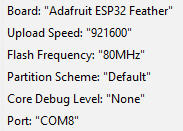 Board: "Adafruit ESP32 Feather"
Upload Speed: "921600"
Flash Frequency: "80MHz"
Partition Scheme: "Default"
Core Debug Level: "None"
Port: "COM8"